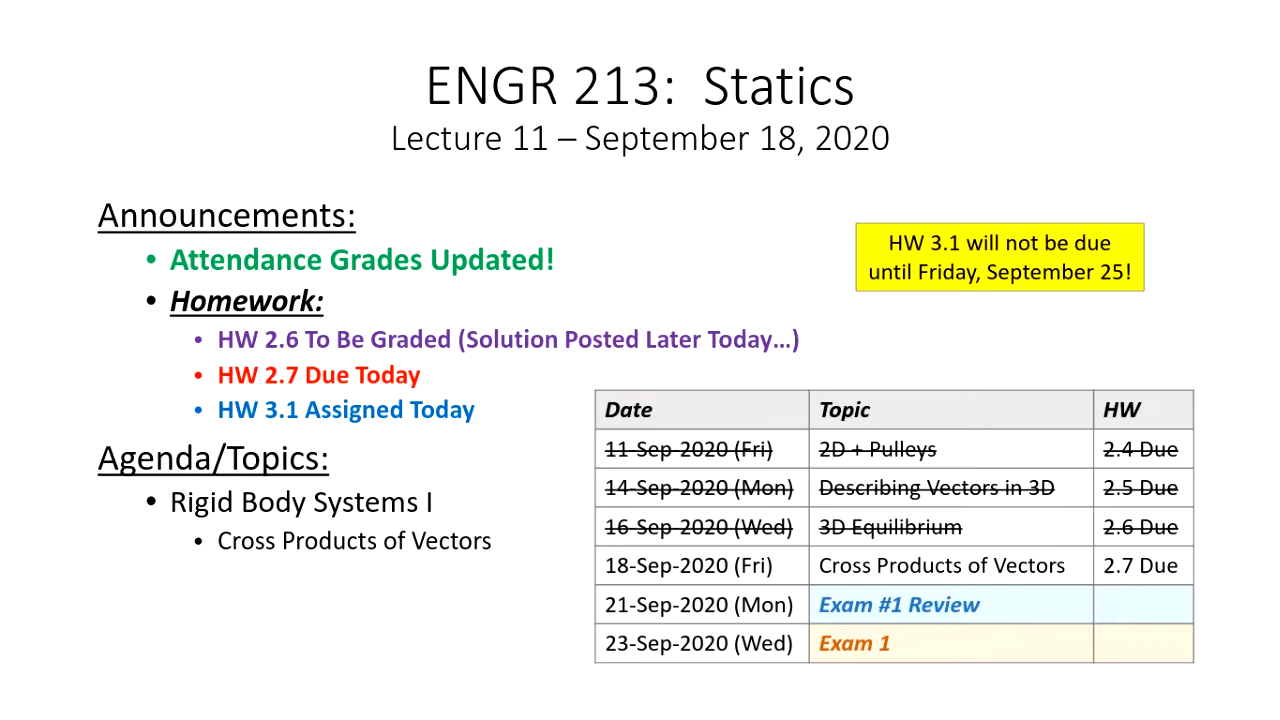 ENGR 213: Statics
Lecture 11 – September 18, 2020
Announcements:
• Attendance Grades Updated!
• Homework:
• HW 2.6 To Be Graded (Solution Posted Later Today…)
• HW 2.7 Due Today
• HW 3.1 Assigned Today
Agenda/Topics:
• Rigid Body Systems I
• Cross Products of Vectors
HW 3.1 will not be due
until Friday, September 25!
Date Topic HW
11-Sep-2020 (Fri) 2D + Pulleys 2.4 Due
14-Sep-2020 (Mon) Describing Vectors in 3D 2.5 Due
16-Sep-2020 (Wed) 3D Equilibrium 2.6 Due
18-Sep-2020 (Fri) Cross Products of Vectors 2.7 Due
21-Sep-2020 (Mon) Exam #1 Review
23-Sep-2020 (Wed) Exam 1